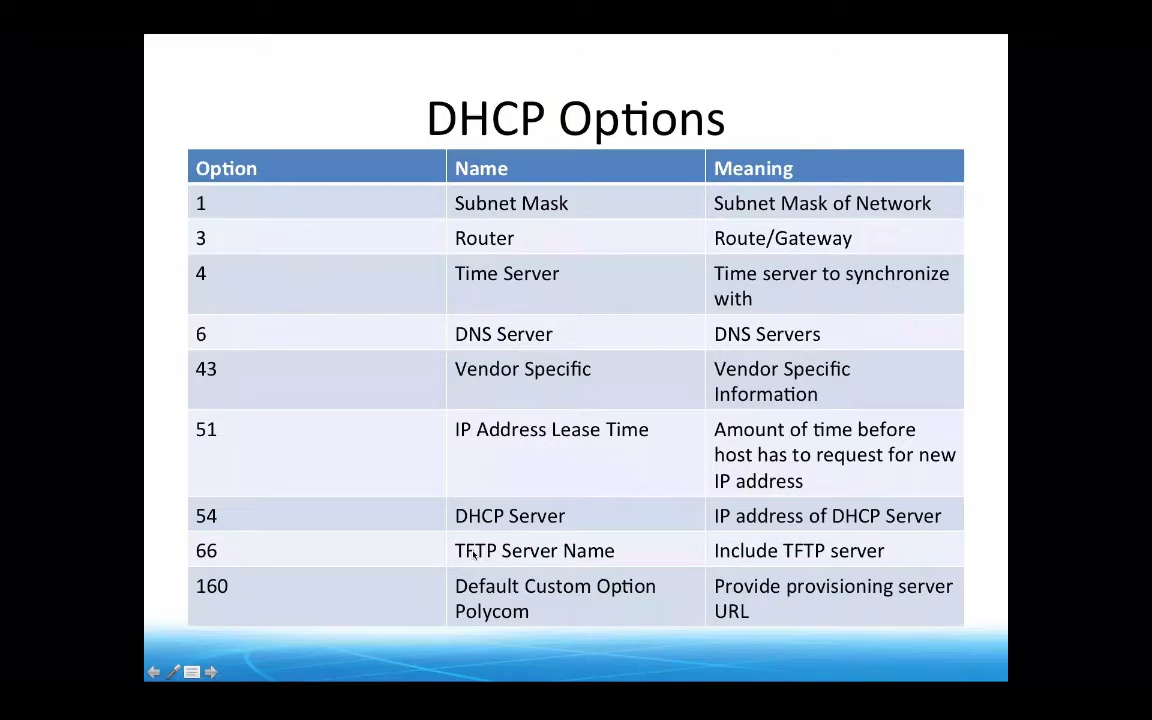 DHCP Options
Option Name Meaning
1 Subnet Mask Subnet Mask of Network
3 Router Route/Gateway
4 Time Server Time server to synchronize
with
6 DNS Server DNS Servers
43 Vendor Specific Vendor Specific
Information
51 IP Address Lease Time Amount of time before
host has to request for new
IP address
54 DHCP Server IP address of DHCP Server
66 TFTP Server Name Include TFTP server
160 Default Custom Option Provide provisioning server
Polycom URL